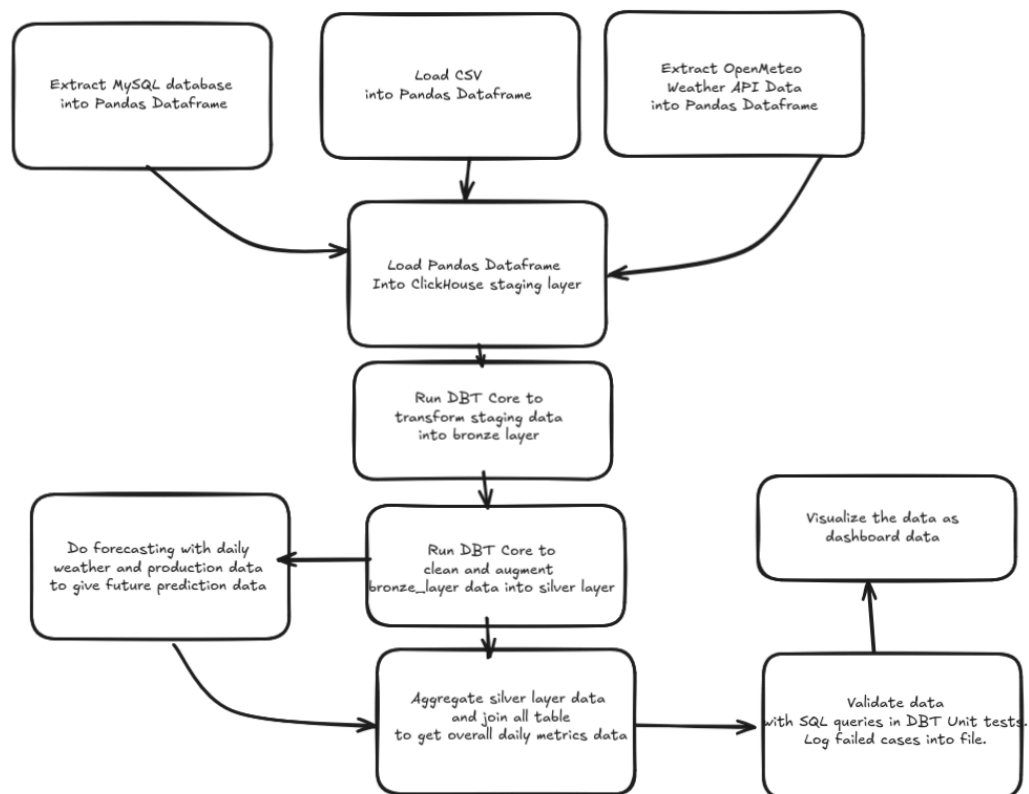 Extract MySQL database
into Pandas Dataframe
Load CSV
into Pandas Dataframe
Extract OpenMeteo
Weather API Data
into Pandas Dataframe
Load Pandas Dataframe
Into ClickHouse staging layer
Run DBT Core to
transform staging data
into bronze layer
Run DBT Core to
clean and augment
bronze_layer data into silver layer
Do forecasting with daily
weather and production data
to give future prediction data
Aggregate silver layer data
and join all table
to get overall daily metrics data
Validate data
with SQL queries in DBT Unit tests.
Log failed cases into file.
Visualize the data as
dashboard data